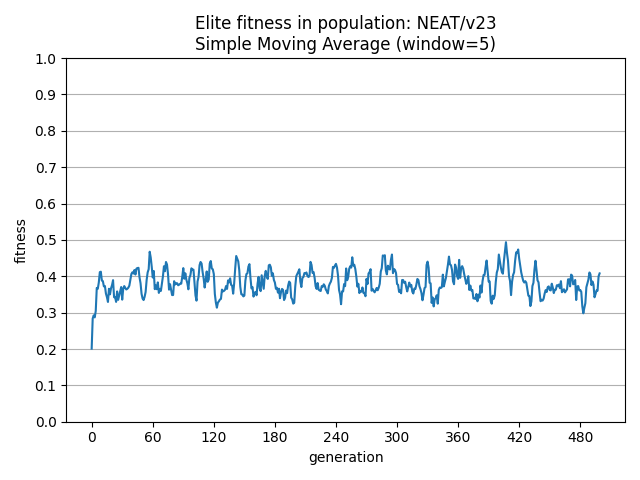 Elite fitness in population: NEAT/v23
Simple Moving Average (window=5)
1.0
0.9
0.8
0.7
0.6
0.5
0.4
0.3
0.2
0.1
0.0
fitness
0 60 120 180 240 300 360 420 480
generation